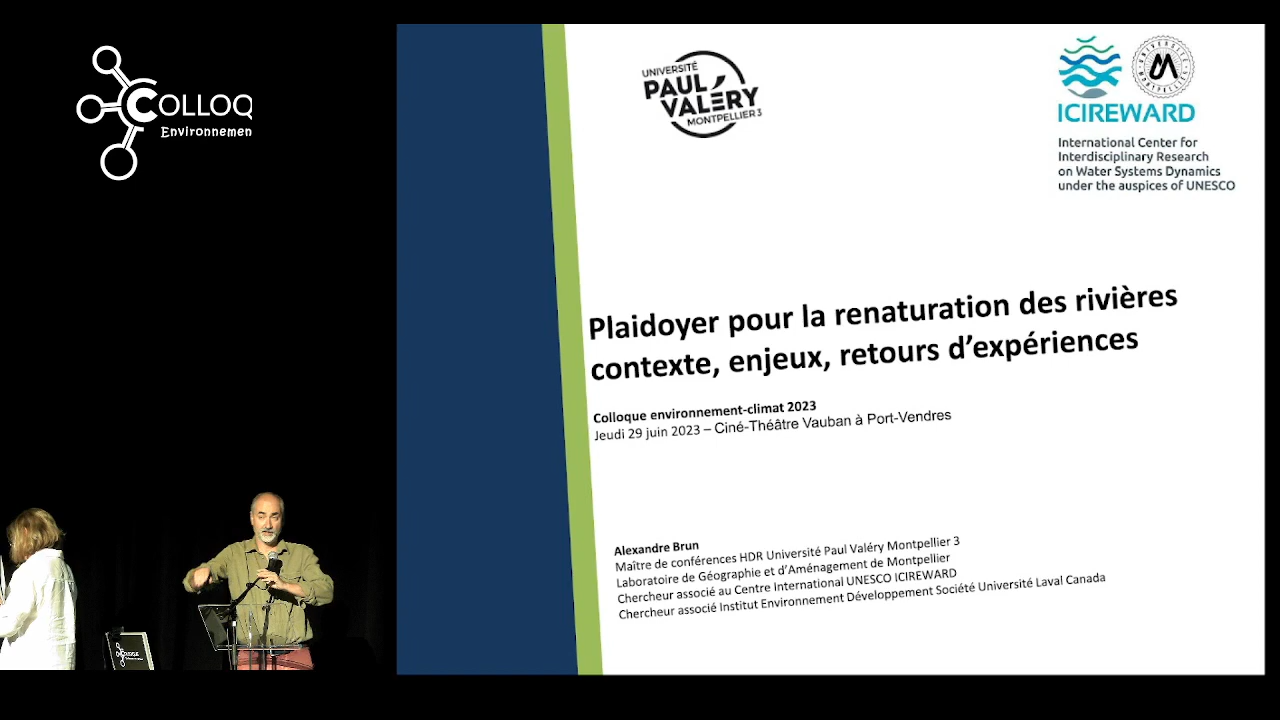 COLLOQ
Environnemen
UNIVERSITÉ
PAUL
VALÉRY
MONTPELLIER 3
ICIREWARD
International Center for
Interdisciplinary Research
on Water Systems Dynamics
under the auspices of UNESCO
Plaidoyer pour la renaturation des rivières
contexte, enjeux, retours d’expériences
Colloque environnement-climat 2023
Jeudi 29 juin 2023 – Ciné-Théâtre Vauban à Port-Vendres
Alexandre Brun
Maître de conférences HDR Université Paul Valéry Montpellier 3
Laboratoire de Géographie et d’Aménagement de Montpellier
Chercheur associé au Centre International UNESCO ICIREWARD
Chercheur associé Institut Environnement Développement Société Université Laval Canada